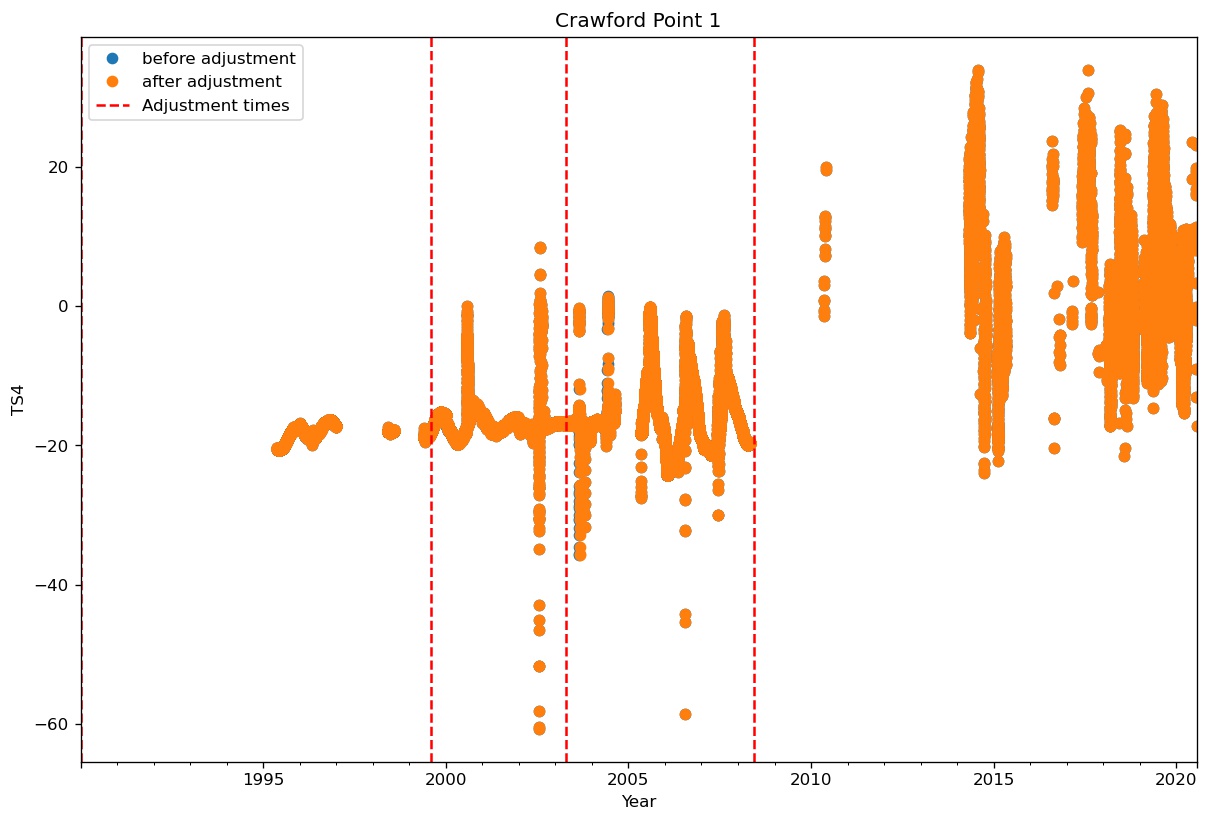 Crawford Point 1
before adjustment
after adjustment
Adjustment times
TS4
20
0
−20
−40
−60
1995
2000
2005
2010
2015
2020
Year